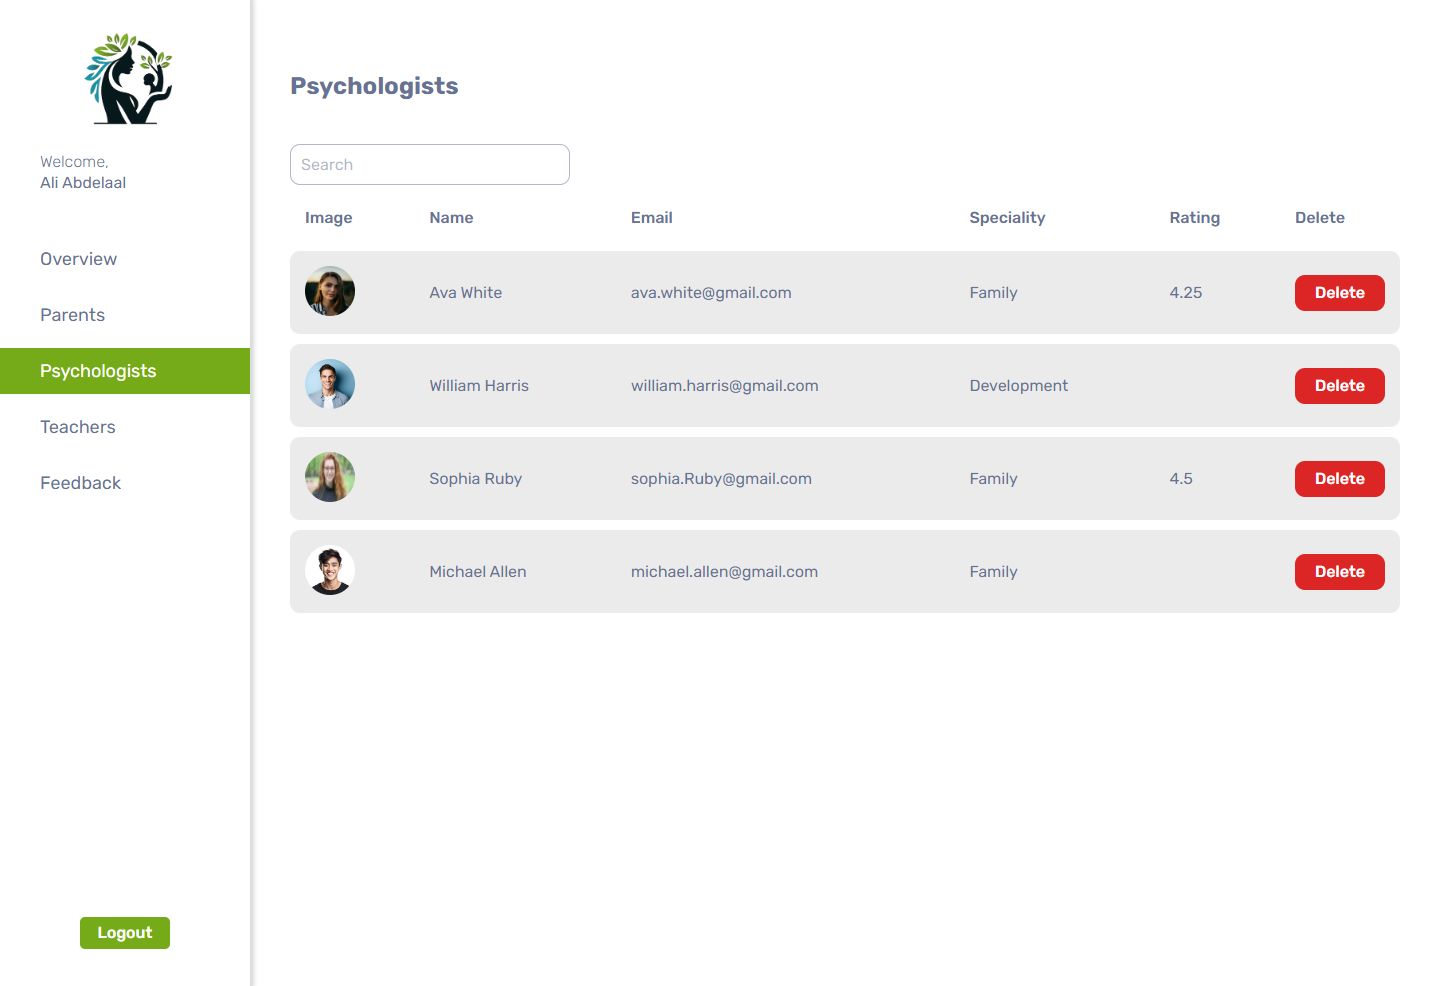 Welcome,
Ali Abdelaal
Overview
Parents
Psychologists
Teachers
Feedback
Logout
Psychologists
Search
Image Name Email Speciality Rating Delete
Ava White ava.white@gmail.com Family 4.25 Delete
William Harris william.harris@gmail.com Development Delete
Sophia Ruby sophia.Ruby@gmail.com Family 4.5 Delete
Michael Allen michael.allen@gmail.com Family Delete